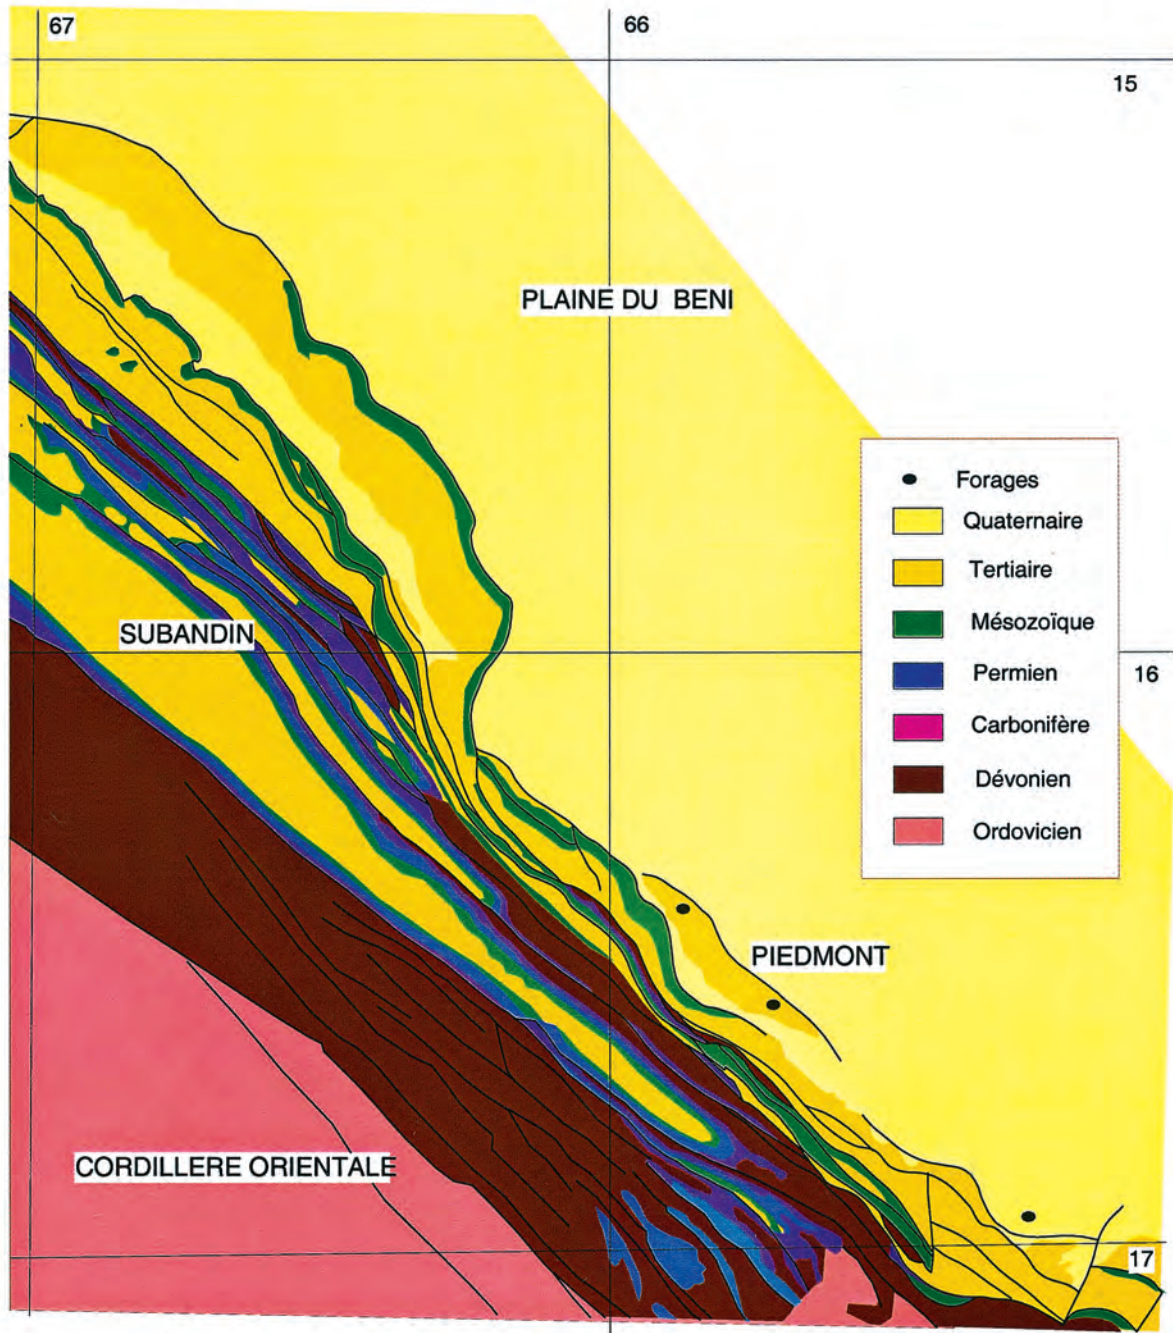 67
66
15
PLAINE DU BENI
Forages
Quaternaire
Tertiaire
Mésozoïque
Permien
Carbonifère
Dévonien
Ordovicien
SUBANDIN
16
PIEDMONT
CORDILLERE ORIENTALE
17